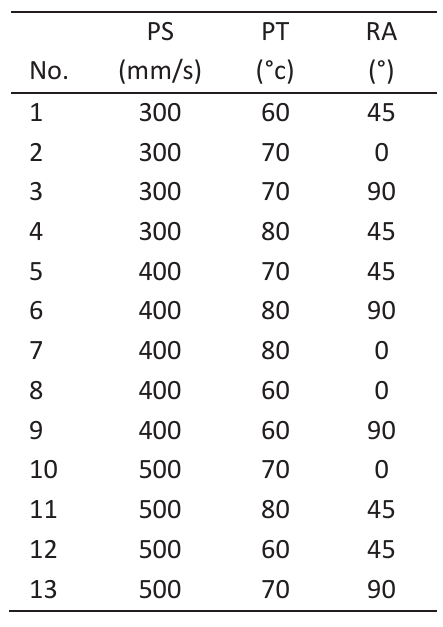 PS PT RA
No. (mm/s) (°c) (°)
1 300 60 45
2 300 70 0
3 300 70 90
4 300 80 45
5 400 70 45
6 400 80 90
7 400 80 0
8 400 60 0
9 400 60 90
10 500 70 0
11 500 80 45
12 500 60 45
13 500 70 90